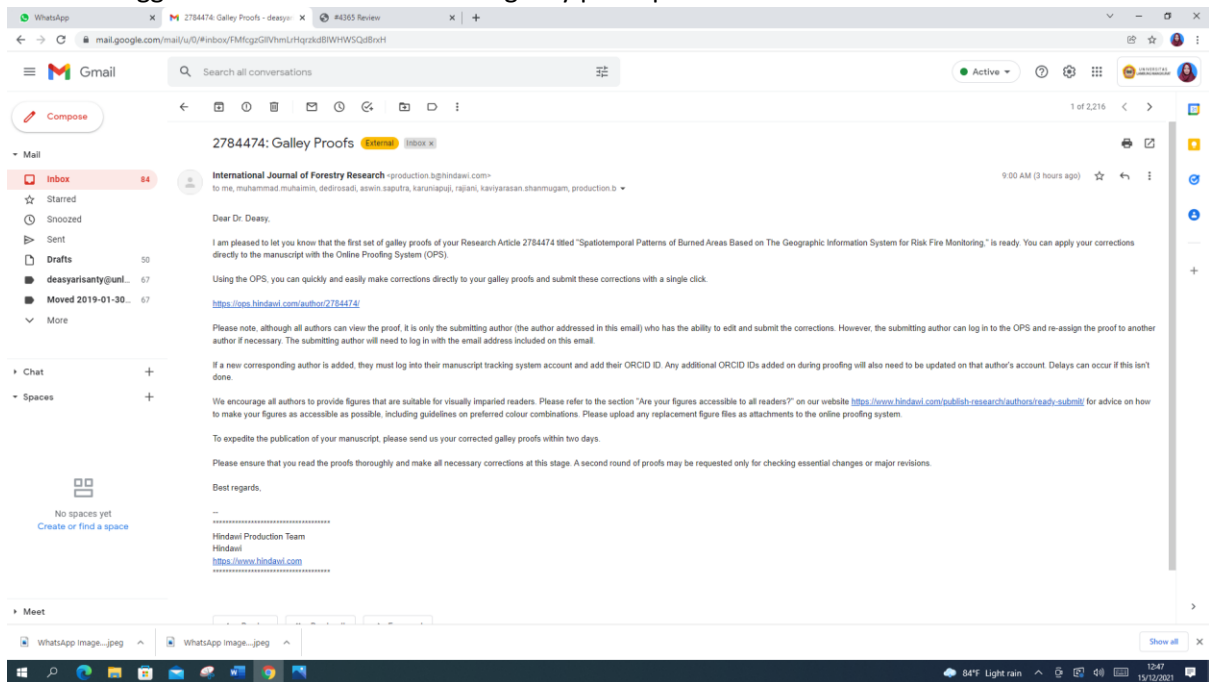 WhatsApp
2784474: Galley Proofs - deasya
#4365 Review
mail.google.com/mail/u/0/#inbox/FMfcgzGllVhmLrHqrzkdBlWHWSQdBrxH
Gmail
Search all conversations
Active
Compose
1 of 2,216
2784474: Galley Proofs External Inbox x
Mail
Inbox 84
Starred
Snoozed
Sent
Drafts 50
deasyarisanty@unl... 67
Moved 2019-01-30... 67
More
Chat
Spaces
No spaces yet
Create or find a space
Meet
International Journal of Forestry Research <production.b@hindawi.com>
9:00 AM (3 hours ago)
to me, muhammad.muhaimin, dedirosadi, aswin.saputra, karuniapuji, rajiani, kaviyarasan.shanmugam, production.b
Dear Dr. Deasy,
I am pleased to let you know that the first set of galley proofs of your Research Article 2784474 titled "Spatiotemporal Patterns of Burned Areas Based on The Geographic Information System for Risk Fire Monitoring," is ready. You can apply your corrections
directly to the manuscript with the Online Proofing System (OPS).
Using the OPS, you can quickly and easily make corrections directly to your galley proofs and submit these corrections with a single click.
https://ops.hindawi.com/author/2784474/
Please note, although all authors can view the proof, it is only the submitting author (the author addressed in this email) who has the ability to edit and submit the corrections. However, the submitting author can log in to the OPS and re-assign the proof to another
author if necessary. The submitting author will need to log in with the email address included on this email.
If a new corresponding author is added, they must log into their manuscript tracking system account and add their ORCID ID. Any additional ORCID IDs added on during proofing will also need to be updated on that author's account. Delays can occur if this isn't
done.
We encourage all authors to provide figures that are suitable for visually imparied readers. Please refer to the section "Are your figures accessible to all readers?" on our website https://www.hindawi.com/publish-research/authors/ready-submit/ for advice on how
to make your figures as accessible as possible, including guidelines on preferred colour combinations. Please upload any replacement figure files as attachments to the online proofing system.
To expedite the publication of your manuscript, please send us your corrected galley proofs within two days.
Please ensure that you read the proofs thoroughly and make all necessary corrections at this stage. A second round of proofs may be requested only for checking essential changes or major revisions.
Best regards,
--
************************************
Hindawi Production Team
Hindawi
https://www.hindawi.com
************************************
WhatsApp Image....jpeg
WhatsApp Image....jpeg
Show all
84°F Light rain
12:47
15/12/2021